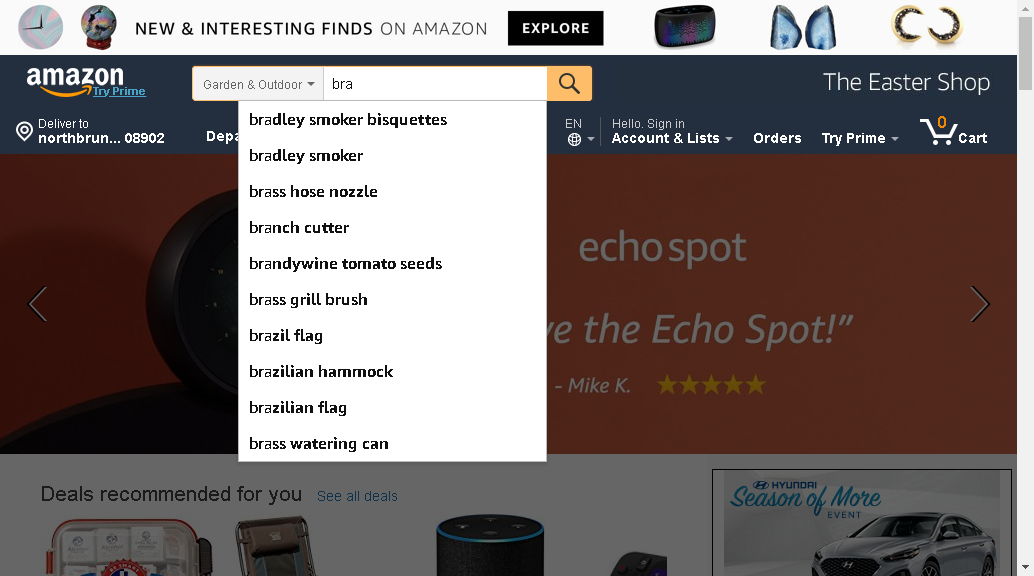 NEW & INTERESTING FINDS ON AMAZON
EXPLORE
amazon
Try Prime
Garden & Outdoor
bra
The Easter Shop
Deliver to
northbrun... 08902
Depa
EN
Hello. Sign in
Account & Lists
Orders
Try Prime
0
Cart
bradley smoker bisquettes
bradley smoker
brass hose nozzle
branch cutter
brandywine tomato seeds
brass grill brush
brazil flag
brazilian hammock
brazilian flag
brass watering can
echo spot
ve the Echo Spot!”
- Mike K.
Deals recommended for you
See all deals
HYUNDAI
Season of More
EVENT